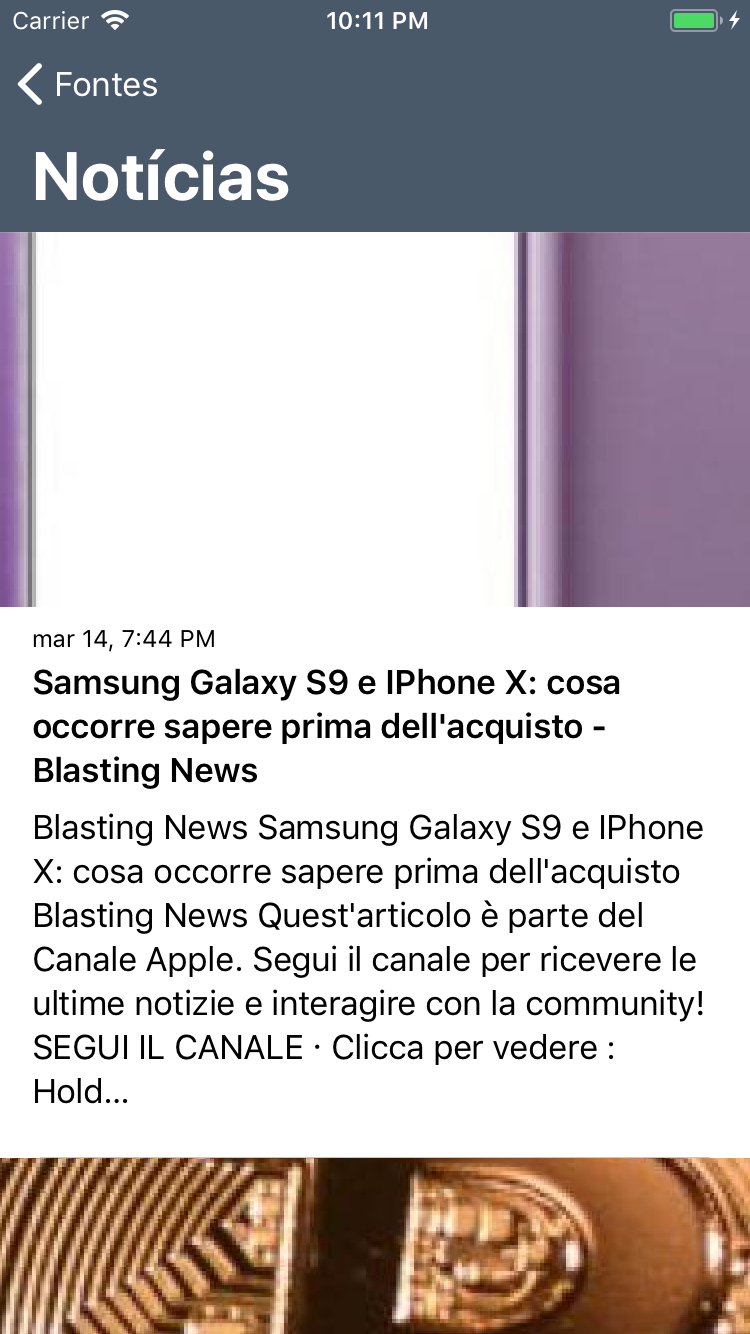 Carrier 10:11 PM
Fontes
Notícias
mar 14, 7:44 PM
Samsung Galaxy S9 e IPhone X: cosa
occorre sapere prima dell'acquisto -
Blasting News
Blasting News Samsung Galaxy S9 e IPhone
X: cosa occorre sapere prima dell'acquisto
Blasting News Quest'articolo è parte del
Canale Apple. Segui il canale per ricevere le
ultime notizie e interagire con la community!
SEGUI IL CANALE · Clicca per vedere :
Hold...